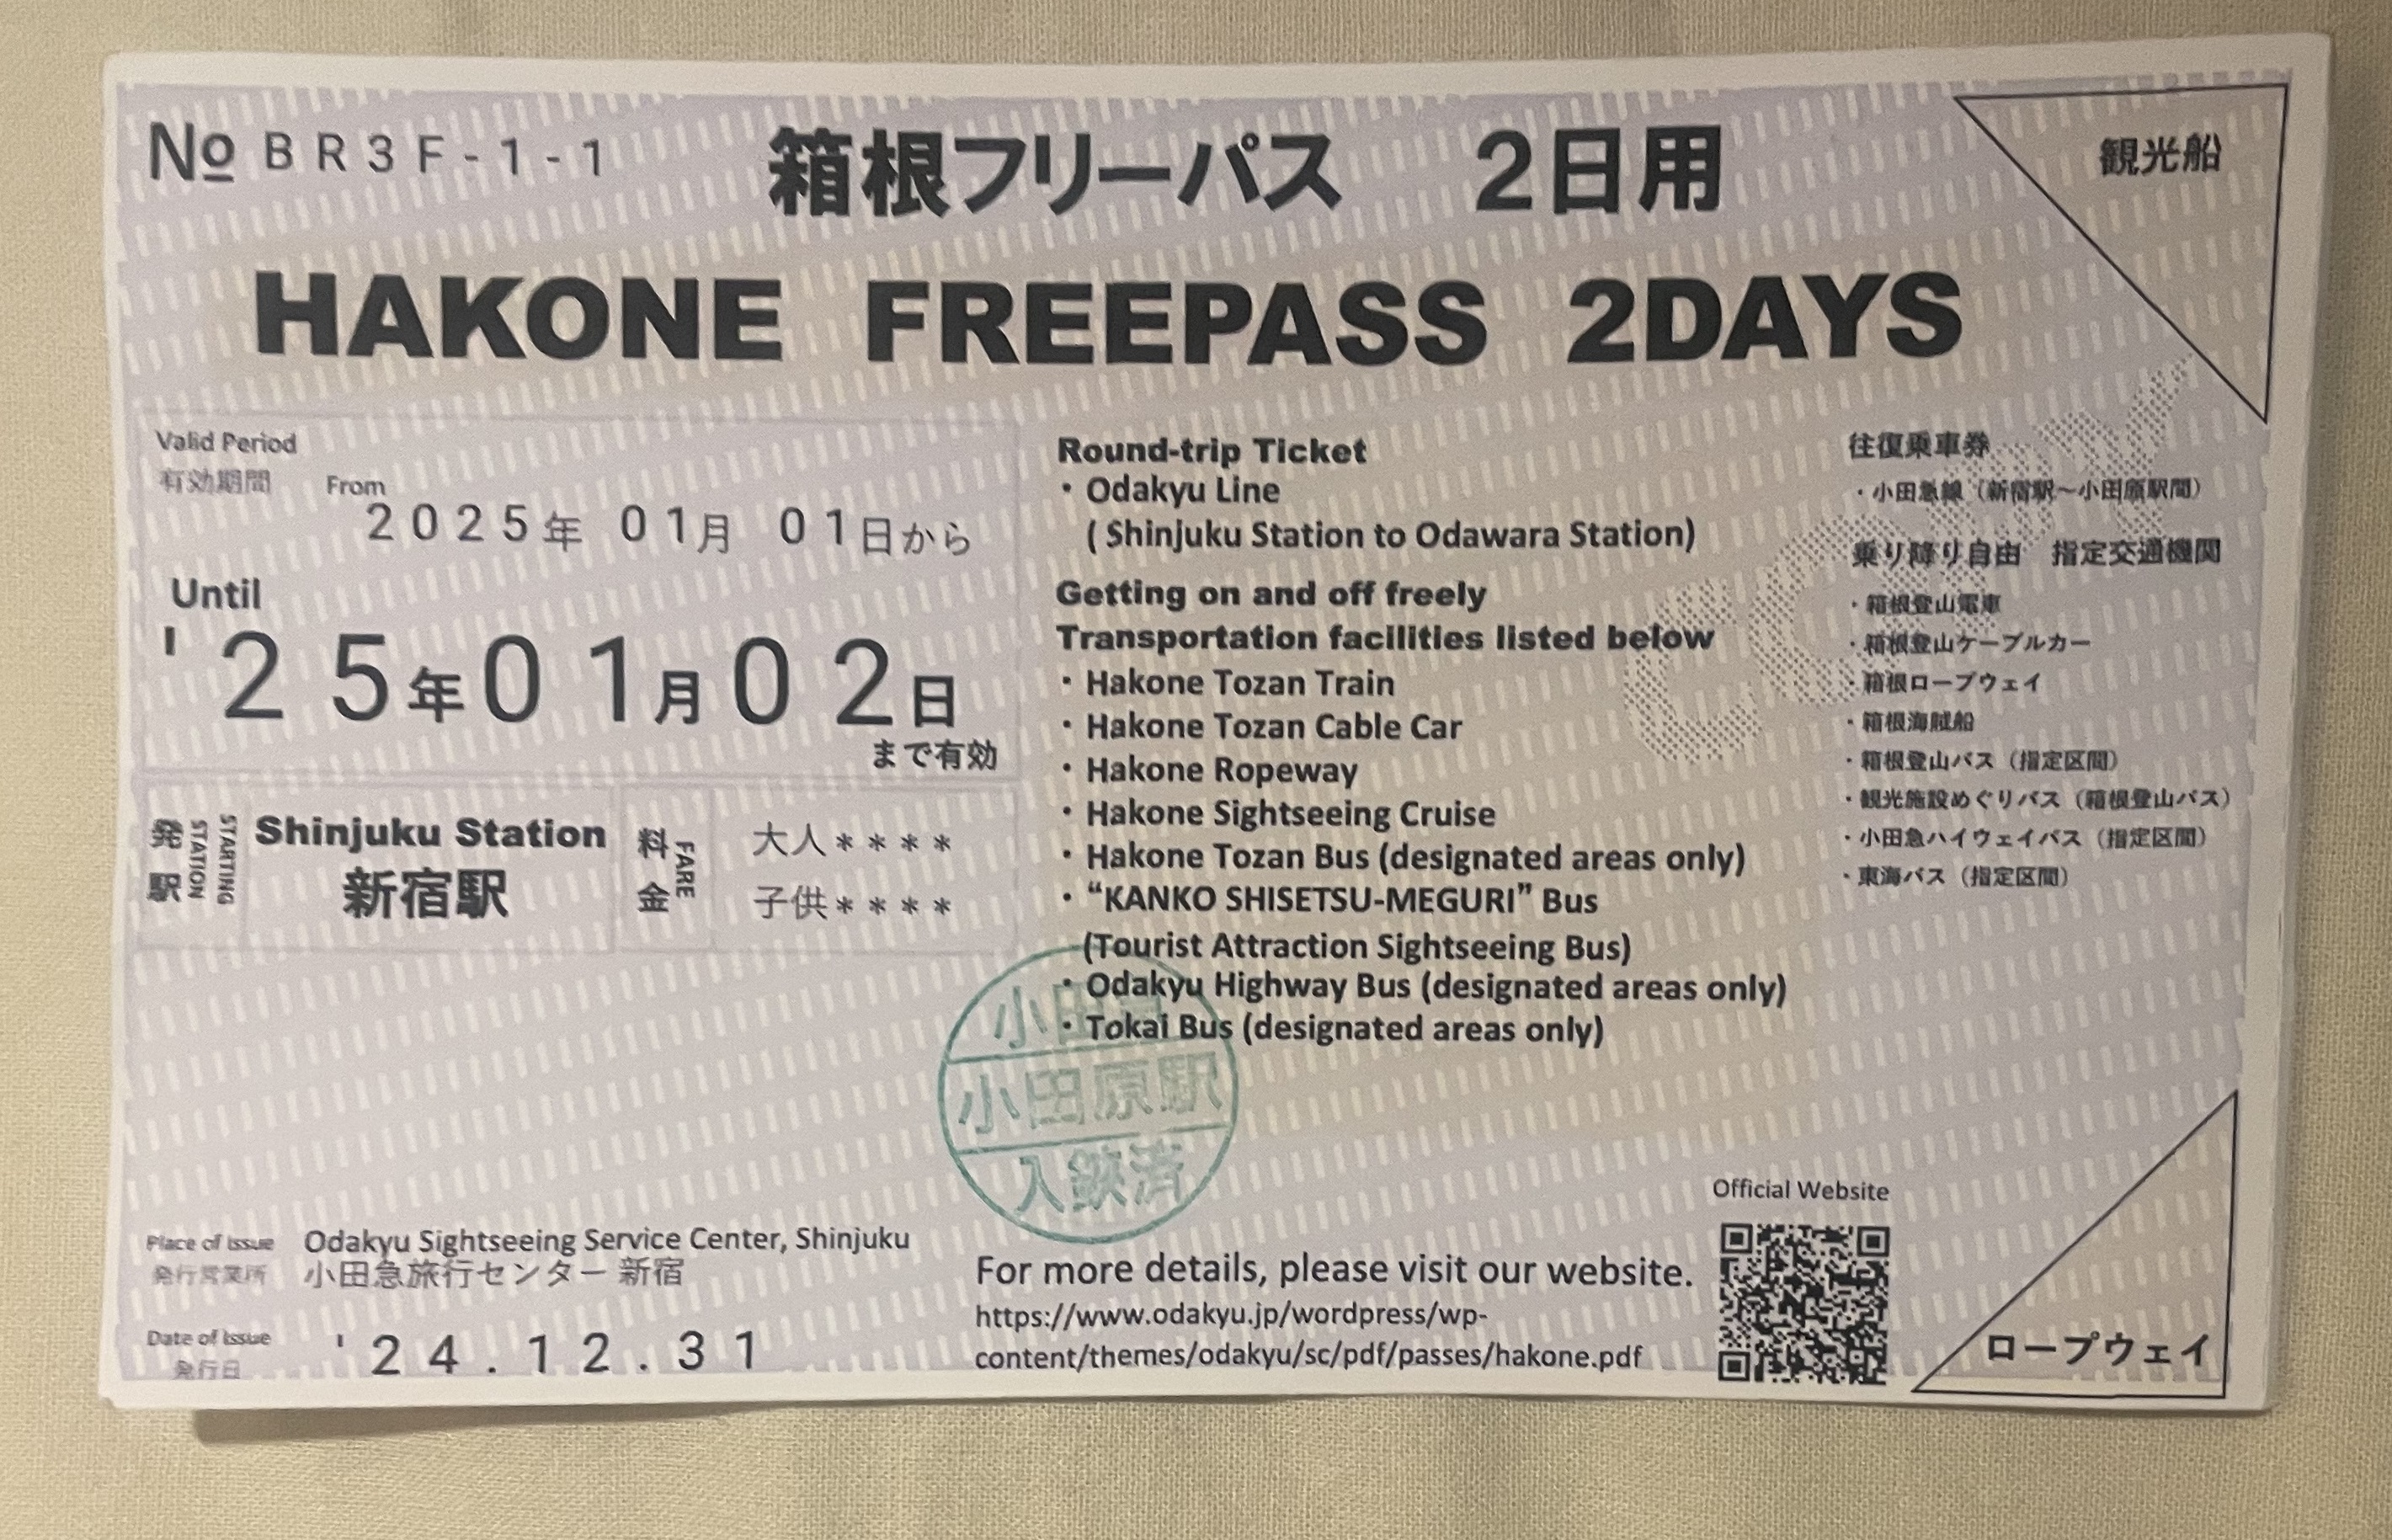 № BR3F-1-1
箱根フリーパス 2日用
観光船
HAKONE FREEPASS 2DAYS
Valid Period
有効期間
From
2025年 01月 01日から
Until
'25年01月02日
まで有効
発駅
STARTING STATION
Shinjuku Station
新宿駅
料金
FARE
大人****
子供****
Round-trip Ticket
・Odakyu Line
( Shinjuku Station to Odawara Station)
Getting on and off freely
Transportation facilities listed below
・Hakone Tozan Train
・Hakone Tozan Cable Car
・Hakone Ropeway
・Hakone Sightseeing Cruise
・Hakone Tozan Bus (designated areas only)
・“KANKO SHISETSU-MEGURI” Bus
(Tourist Attraction Sightseeing Bus)
・Odakyu Highway Bus (designated areas only)
・Tokai Bus (designated areas only)
往復乗車券
・小田急線（新宿駅～小田原駅間）
乗り降り自由 指定交通機関
・箱根登山電車
・箱根登山ケーブルカー
・箱根ロープウェイ
・箱根海賊船
・箱根登山バス（指定区間）
・観光施設めぐりバス（箱根登山バス）
・小田急ハイウェイバス（指定区間）
・東海バス（指定区間）
COPY
小田
小田原駅
入鋏済
Place of Issue
発行営業所
Odakyu Sightseeing Service Center, Shinjuku
小田急旅行センター 新宿
Date of Issue
発行日
'24.12.31
For more details, please visit our website.
https://www.odakyu.jp/wordpress/wp-
content/themes/odakyu/sc/pdf/passes/hakone.pdf
Official Website
ロープウェイ